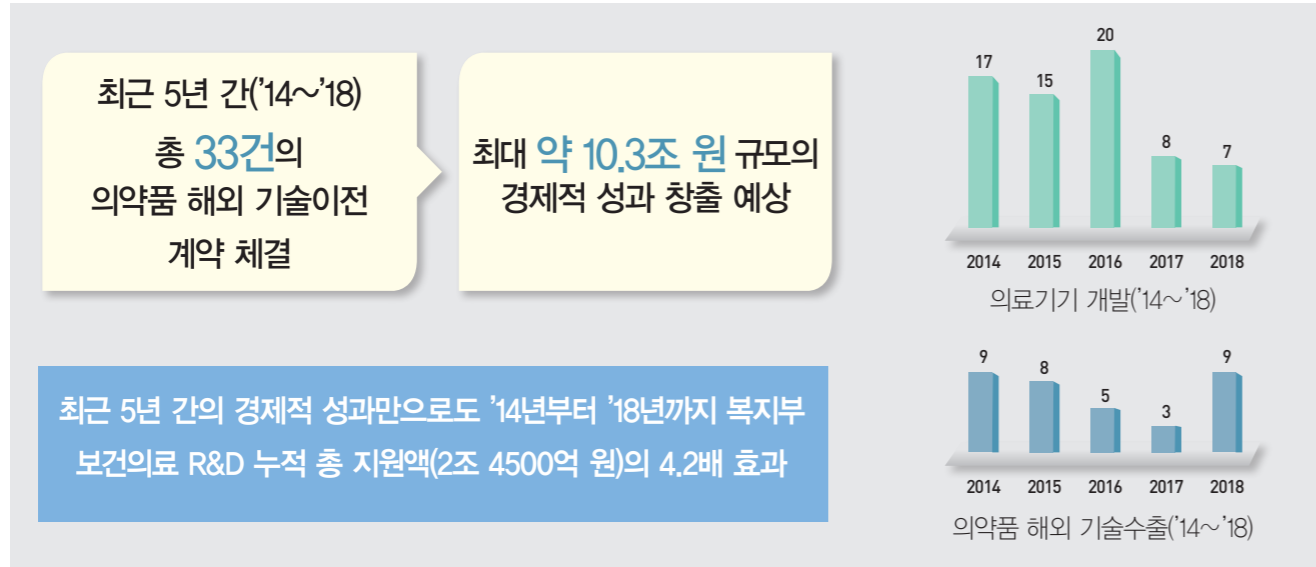 최근 5년 간('14~'18)
총 33건의
의약품 해외 기술이전
계약 체결
최대 약 10.3조 원 규모의
경제적 성과 창출 예상
최근 5년 간의 경제적 성과만으로도 '14년부터 '18년까지 복지부
보건의료 R&D 누적 총 지원액(2조 4500억 원)의 4.2배 효과
17 15 20 8 7
2014 2015 2016 2017 2018
의료기기 개발('14~'18)
9 8 5 3 9
2014 2015 2016 2017 2018
의약품 해외 기술수출('14~'18)